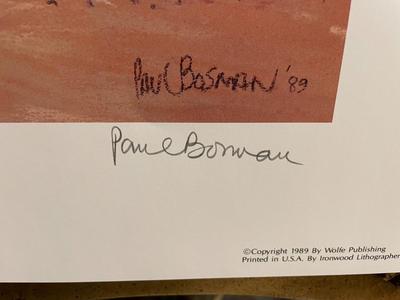 Paul Bosman '89
Paul Bosman
©Copyright 1989 By Wolfe Publishing
Printed in U.S.A. By Ironwood Lithographer